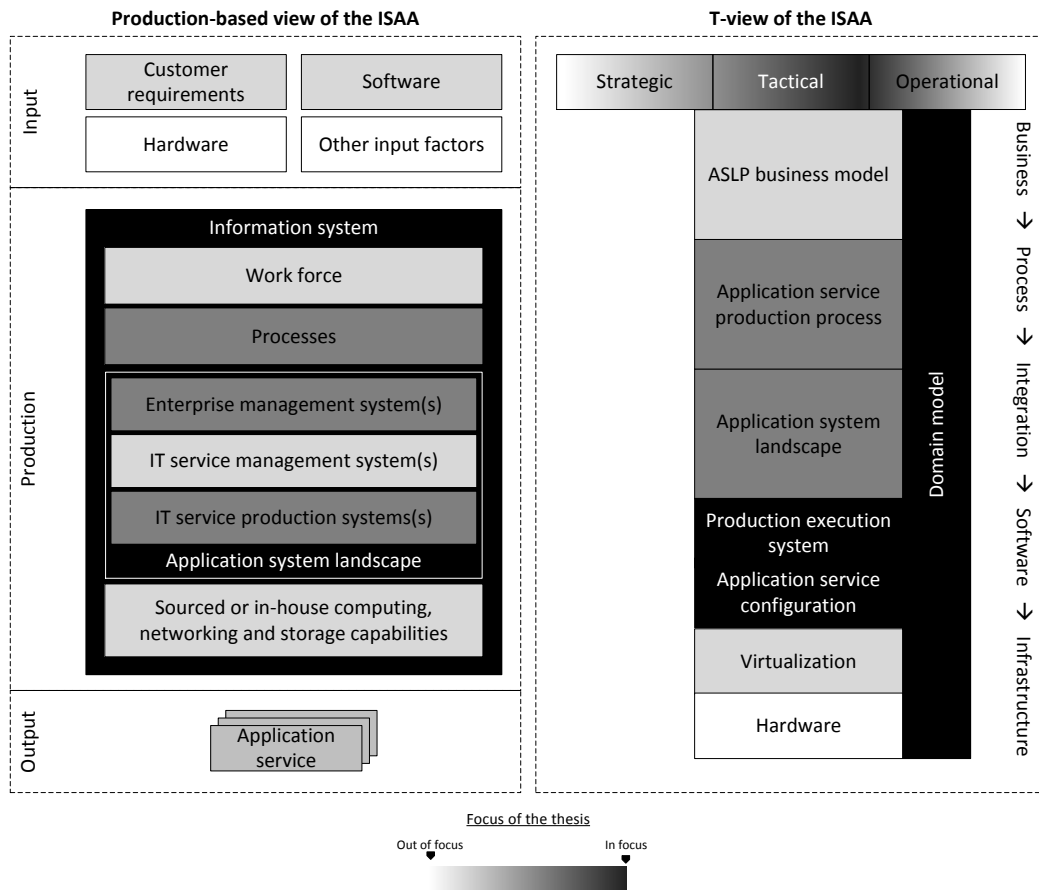 Production-based view of the ISAA
Input
Customer
requirements
Software
Hardware
Other input factors
Production
Information system
Work force
Processes
Enterprise management system(s)
IT service management system(s)
IT service production systems(s)
Application system landscape
Sourced or in-house computing,
networking and storage capabilities
Output
Application
service
T-view of the ISAA
Strategic
Tactical
Operational
ASLP business model
Application service
production process
Application system
landscape
Production execution
system
Application service
configuration
Virtualization
Hardware
Domain model
Business → Process → Integration → Software → Infrastructure
Focus of the thesis
Out of focus
In focus